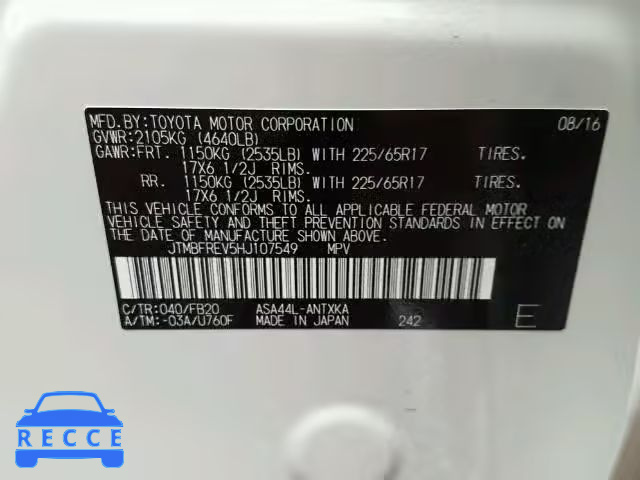 MFD.BY:TOYOTA MOTOR CORPORATION 08/16
GVWR:2105KG (4640LB)
GAWR:FRT. 1150KG (2535LB) WITH 225/65R17 TIRES.
17X6 1/2J RIMS.
RR. 1150KG (2535LB) WITH 225/65R17 TIRES.
17X6 1/2J RIMS.
THIS VEHICLE CONFORMS TO ALL APPLICABLE FEDERAL MOTOR
VEHICLE SAFETY AND THEFT PREVENTION STANDARDS IN EFFECT ON
THE DATE OF MANUFACTURE SHOWN ABOVE.
JTMBFREV5HJ107549 MPV
C/TR:040/FB20 ASA44L-ANTXKA
A/TM:-03A/U760F MADE IN JAPAN 242 E
RECCE